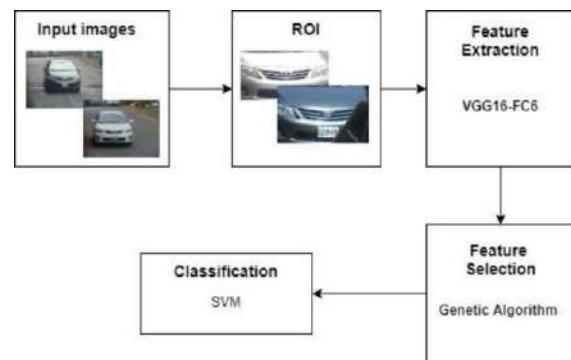 Input images
ROI
Feature
Extraction
VGG16-FC6
Feature
Selection
Genetic Algorithm
Classification
SVM